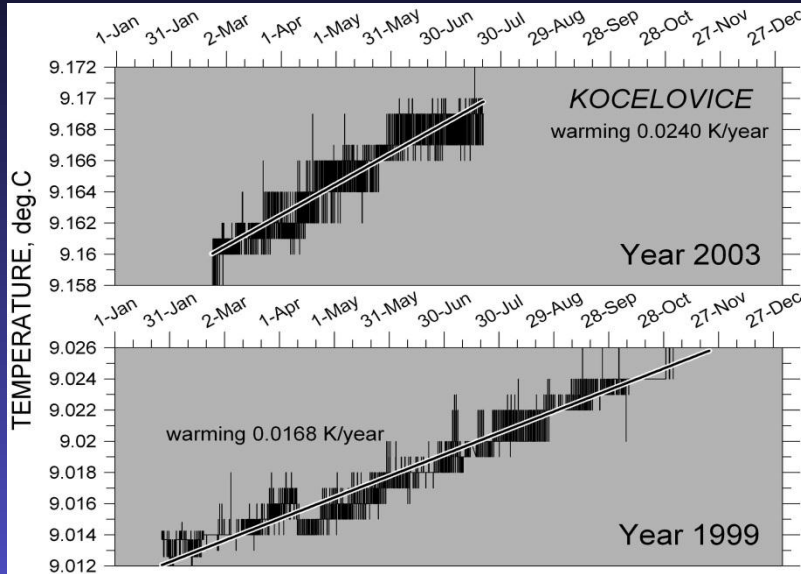 1-Jan 31-Jan 2-Mar 1-Apr 1-May 31-May 30-Jun 30-Jul 29-Aug 28-Sep 28-Oct 27-Nov 27-Dec
9.172
9.17
9.168
9.166
9.164
9.162
9.16
9.158
KOCELOVICE
warming 0.0240 K/year
Year 2003
TEMPERATURE, deg.C
1-Jan 31-Jan 2-Mar 1-Apr 1-May 31-May 30-Jun 30-Jul 29-Aug 28-Sep 28-Oct 27-Nov 27-Dec
9.026
9.024
9.022
9.02
9.018
9.016
9.014
9.012
warming 0.0168 K/year
Year 1999